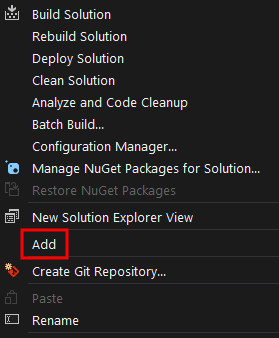 Build Solution
Rebuild Solution
Deploy Solution
Clean Solution
Analyze and Code Cleanup
Batch Build...
Configuration Manager...
Manage NuGet Packages for Solution...
Restore NuGet Packages
New Solution Explorer View
Add
Create Git Repository...
Paste
Rename